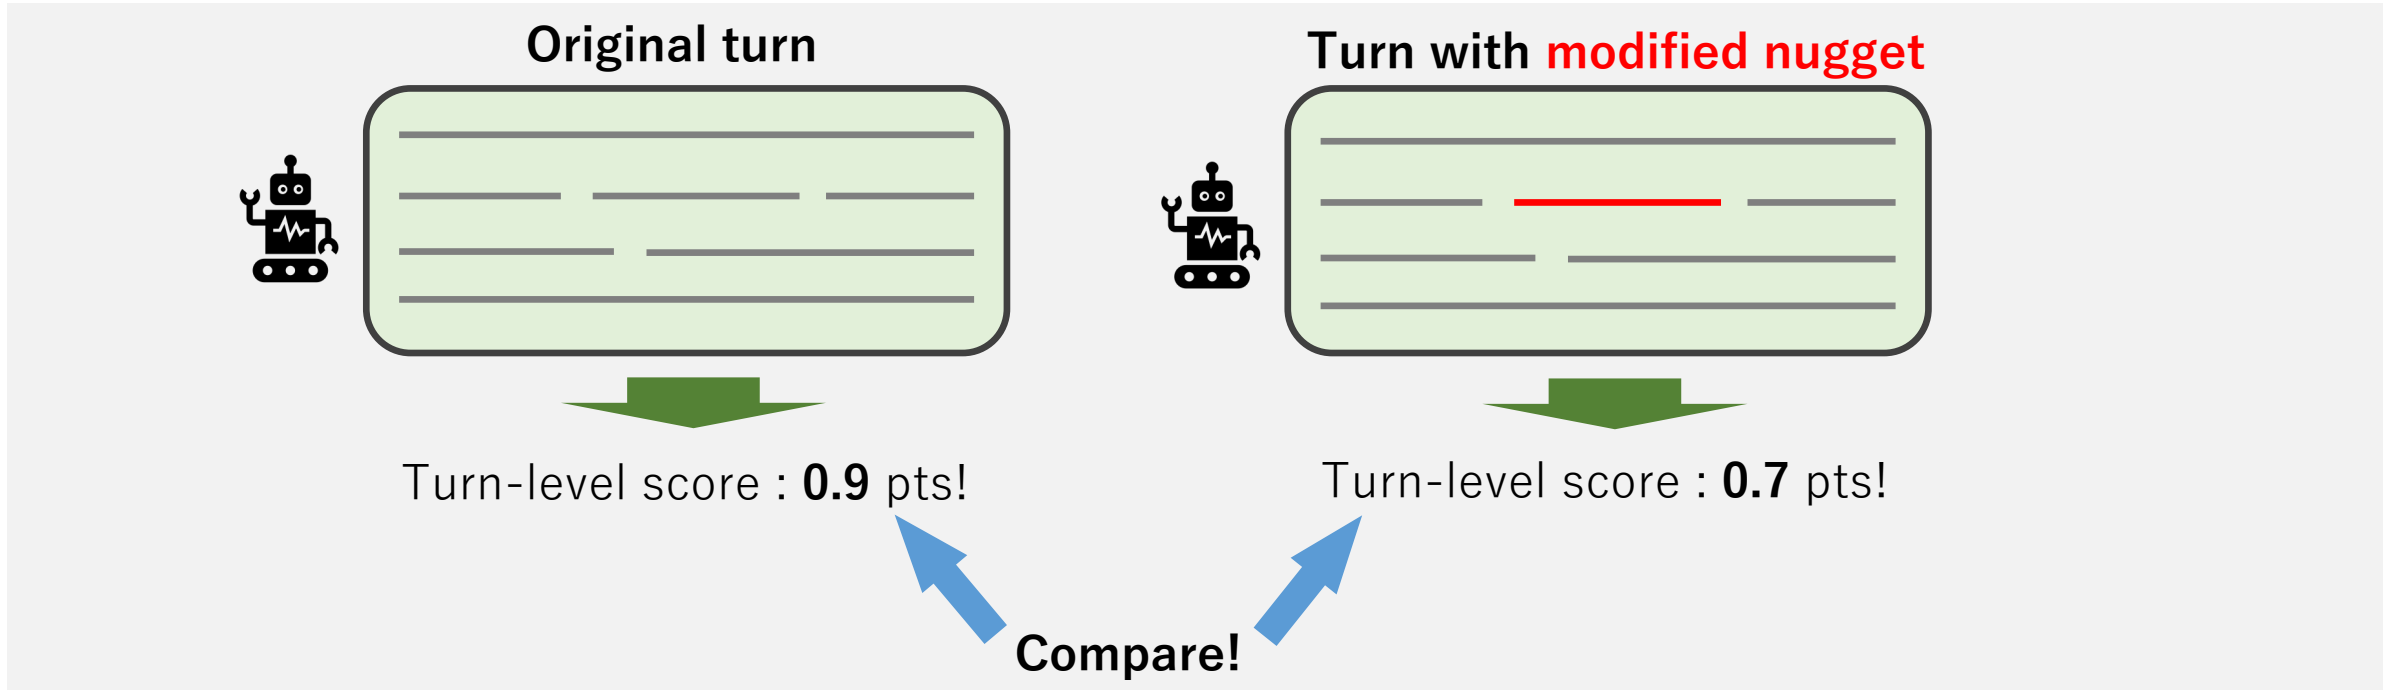 Original turn
Turn with modified nugget
Turn-level score : 0.9 pts!
Turn-level score : 0.7 pts!
Compare!